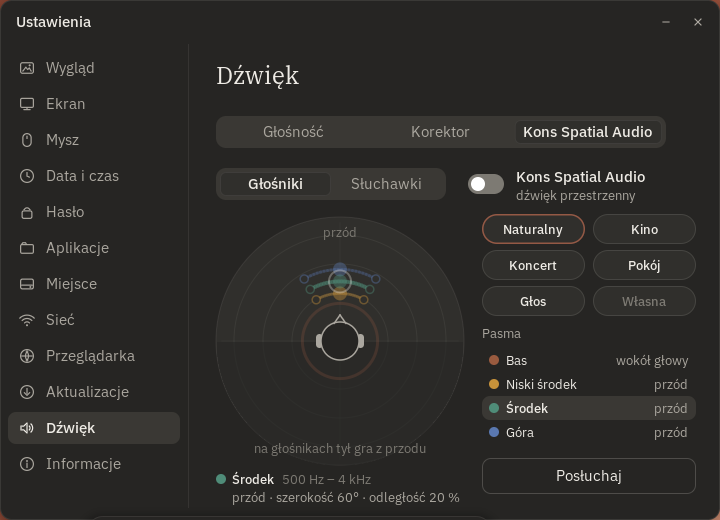 Ustawienia
Wygląd
Ekran
Mysz
Data i czas
Hasło
Aplikacje
Miejsce
Sieć
Przeglądarka
Aktualizacje
Dźwięk
Informacje
Dźwięk
Głośność
Korektor
Kons Spatial Audio
Głośniki
Słuchawki
Kons Spatial Audio
dźwięk przestrzenny
przód
na głośnikach tył gra z przodu
Środek 500 Hz – 4 kHz
przód · szerokość 60° · odległość 20 %
Naturalny
Kino
Koncert
Pokój
Głos
Własna
Pasma
Bas wokół głowy
Niski środek przód
Środek przód
Góra przód
Posłuchaj